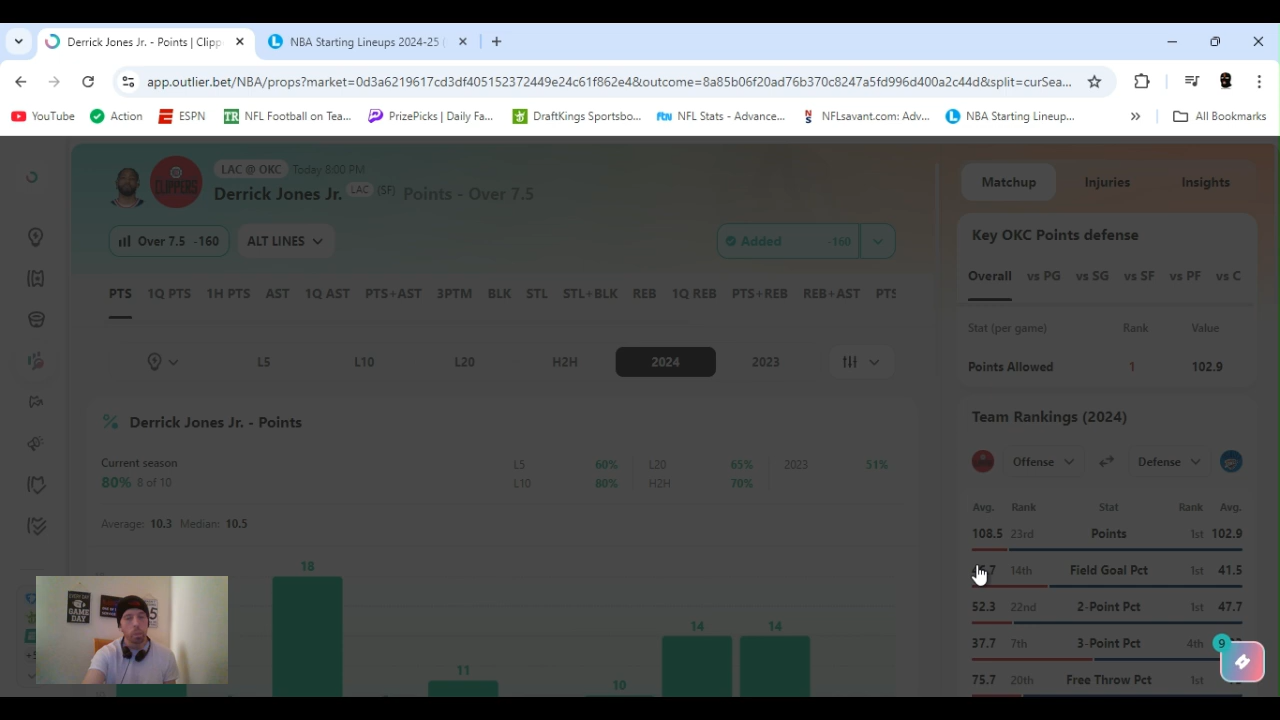 Derrick Jones Jr. - Points | Clipp
NBA Starting Lineups 2024-25 (
app.outlier.bet/NBA/props?market=0d3a6219617cd3df405152372449e24c61f862e4&outcome=8a85b06f20ad76b370c8247a5fd996d400a2c44d&split=curSea...
YouTube Action ESPN NFL Football on Tea... PrizePicks | Daily Fa... DraftKings Sportsbo... NFL Stats - Advance... NFLsavant.com: Adv... NBA Starting Lineup... » All Bookmarks
LAC @ OKC Today 5:00 PM
Derrick Jones Jr. LAC (SF) Points - Over 7.5
Over 7.5 -160 ALT LINES Added -160
PTS 1Q PTS 1H PTS AST 1Q AST PTS+AST 3PTM BLK STL STL+BLK REB 1Q REB PTS+REB REB+AST PTS
L5 L10 L20 H2H 2024 2023
Derrick Jones Jr. - Points
Current season
80% 8 of 10
L5 60% L20 65% 2023 51%
L10 80% H2H 70%
Average: 10.3 Median: 10.5
18
11
10
14
14
Matchup Injuries Insights
Key OKC Points defense
Overall vs PG vs SG vs SF vs PF vs C
Stat (per game) Rank Value
Points Allowed 1 102.9
Team Rankings (2024)
Offense Defense
Avg. Rank Stat Rank Avg.
108.5 23rd Points 1st 102.9
14th Field Goal Pct 1st 41.5
52.3 22nd 2-Point Pct 1st 47.7
37.7 7th 3-Point Pct 4th
9
75.7 20th Free Throw Pct 1st
CLIPPERS
GAME DAY